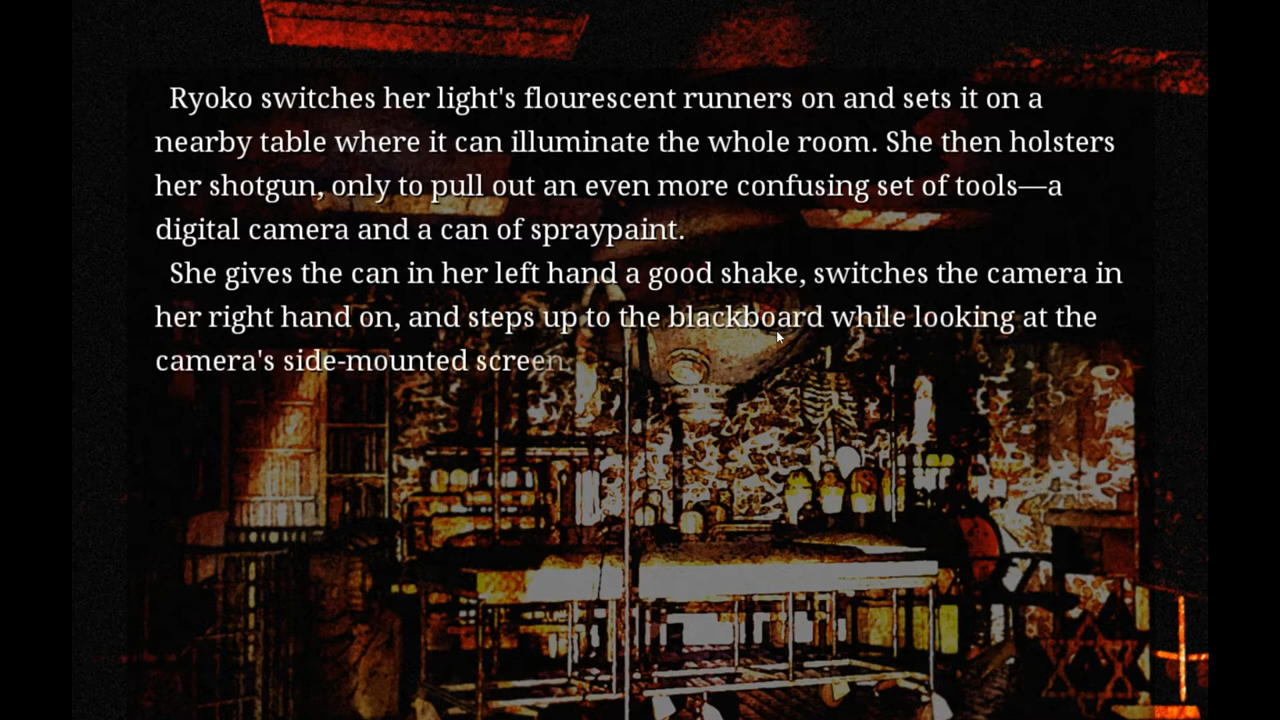 Ryoko switches her light's flourescent runners on and sets it on a
nearby table where it can illuminate the whole room. She then holsters
her shotgun, only to pull out an even more confusing set of tools—a
digital camera and a can of spraypaint.
She gives the can in her left hand a good shake, switches the camera in
her right hand on, and steps up to the blackboard while looking at the
camera's side-mounted screen